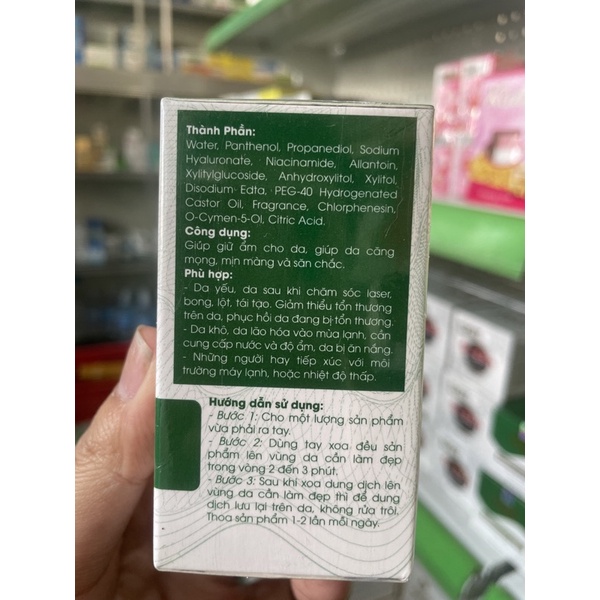 Thành Phần:
Water, Panthenol, Propanediol, Sodium
Hyaluronate, Niacinamide, Allantoin,
Xylitylglucoside, Anhydroxylitol, Xylitol,
Disodium Edta, PEG-40 Hydrogenated
Castor Oil, Fragrance, Chlorphenesin,
O-Cymen-5-Ol, Citric Acid.
Công dụng:
Giúp giữ ẩm cho da, giúp da căng
mọng, mịn màng và săn chắc.
Phù hợp:
- Da yếu, da sau khi chăm sóc laser,
bong, lột, tái tạo. Giảm thiểu tổn thương
trên da, phục hồi da đang bị tổn thương.
- Da khô, da lão hóa vào mùa lạnh, cần
cung cấp nước và độ ẩm, da bị ăn nắng.
- Những người hay tiếp xúc với môi
trường máy lạnh, hoặc nhiệt độ thấp.
Hướng dẫn sử dụng:
- Bước 1: Cho một lượng sản phẩm
vừa phải ra tay.
- Bước 2: Dùng tay xoa đều sản
phẩm lên vùng da cần làm đẹp
trong vòng 2 đến 3 phút.
- Bước 3: Sau khi xoa dung dịch lên
vùng da cần làm đẹp thì để dung
dịch lưu lại trên da, không rửa trôi.
Thoa sản phẩm 1-2 lần mỗi ngày.